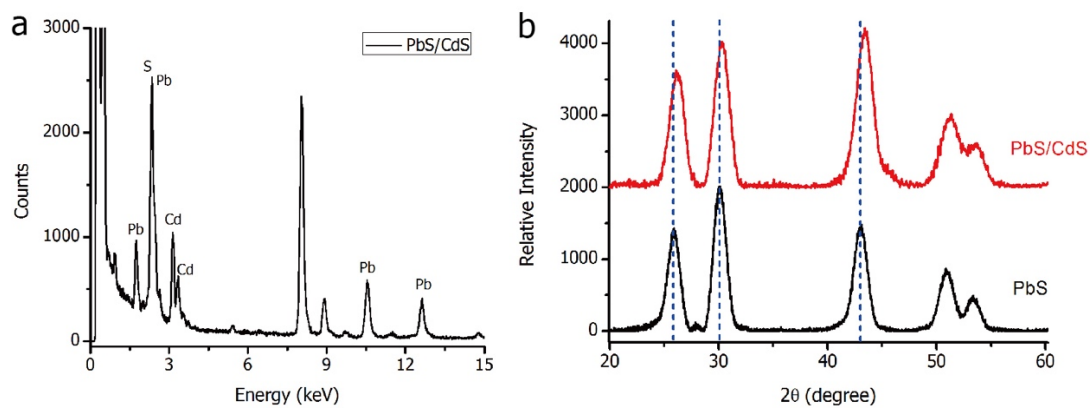 a
PbS/CdS
3000
2000
1000
0
Counts
S
Pb
Pb
Cd
Cd
Pb
Pb
0
3
6
9
12
15
Energy (keV)
b
4000
3000
2000
1000
0
Relative Intensity
PbS/CdS
PbS
20
30
40
50
60
2θ (degree)